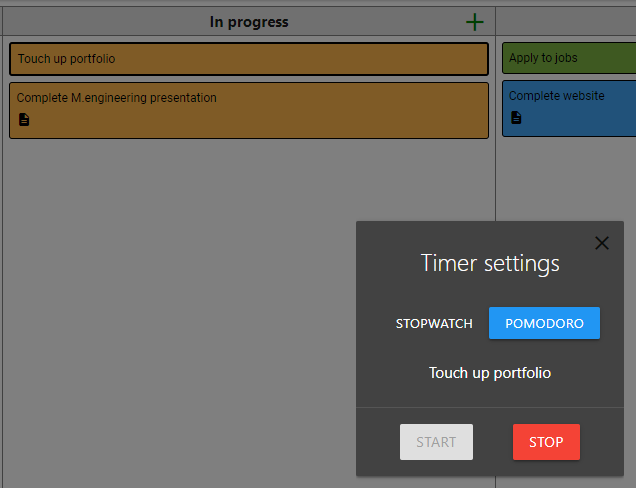 In progress
Touch up portfolio
Complete M.engineering presentation
Apply to jobs
Complete website
Timer settings
STOPWATCH POMODORO
Touch up portfolio
START STOP